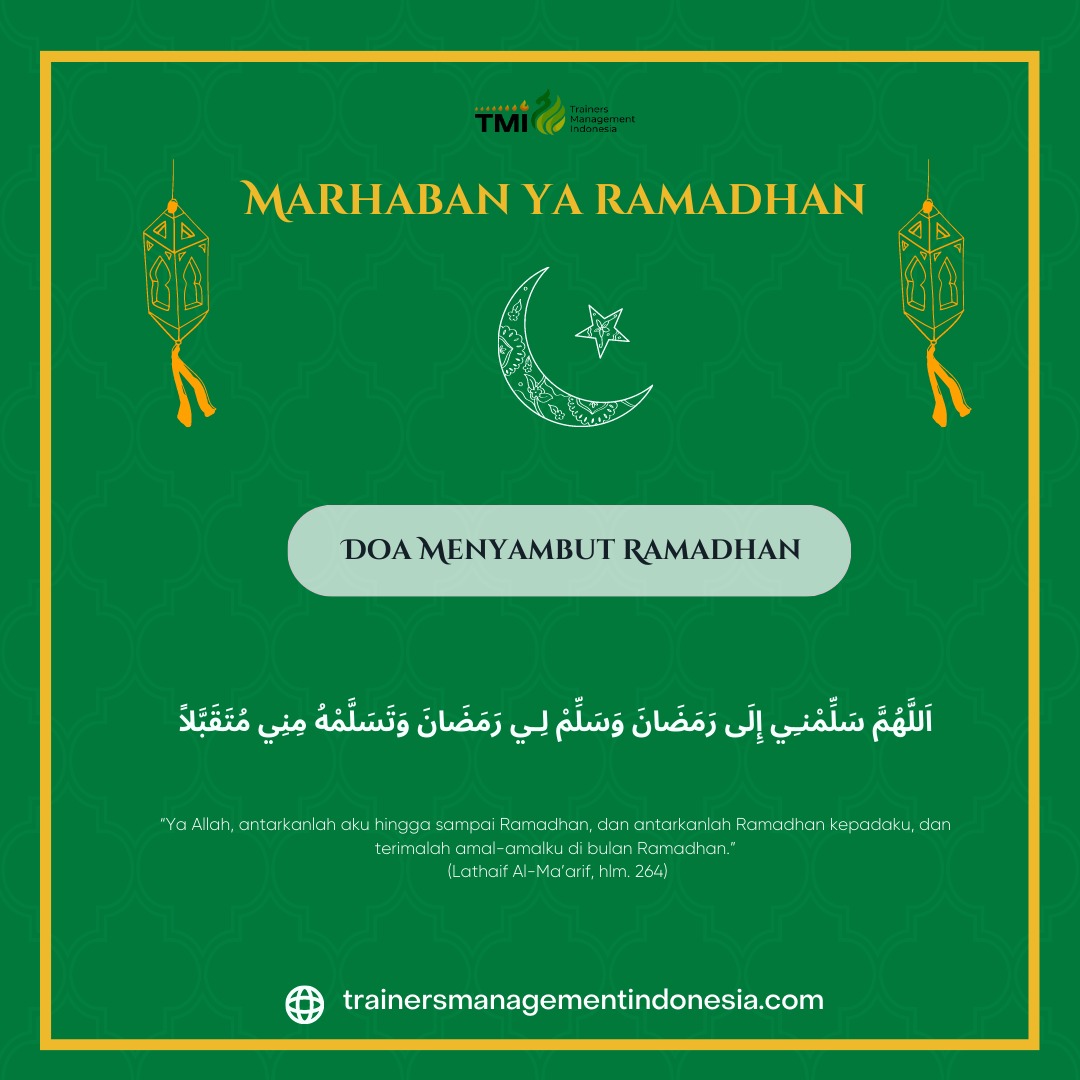 TMI
Trainers
Management
Indonesia
Marhaban ya ramadhan
Doa Menyambut Ramadhan
اَللَّهُمَّ سَلِّمْنـِي إِلَى رَمَضَانَ وَسَلِّمْ لِـي رَمَضَانَ وَتَسَلَّمْهُ مِنِي مُتَقَبَّلاً
“Ya Allah, antarkanlah aku hingga sampai Ramadhan, dan antarkanlah Ramadhan kepadaku, dan
terimalah amal-amalku di bulan Ramadhan.”
(Lathaif Al-Ma’arif, hlm. 264)
trainersmanagementindonesia.com